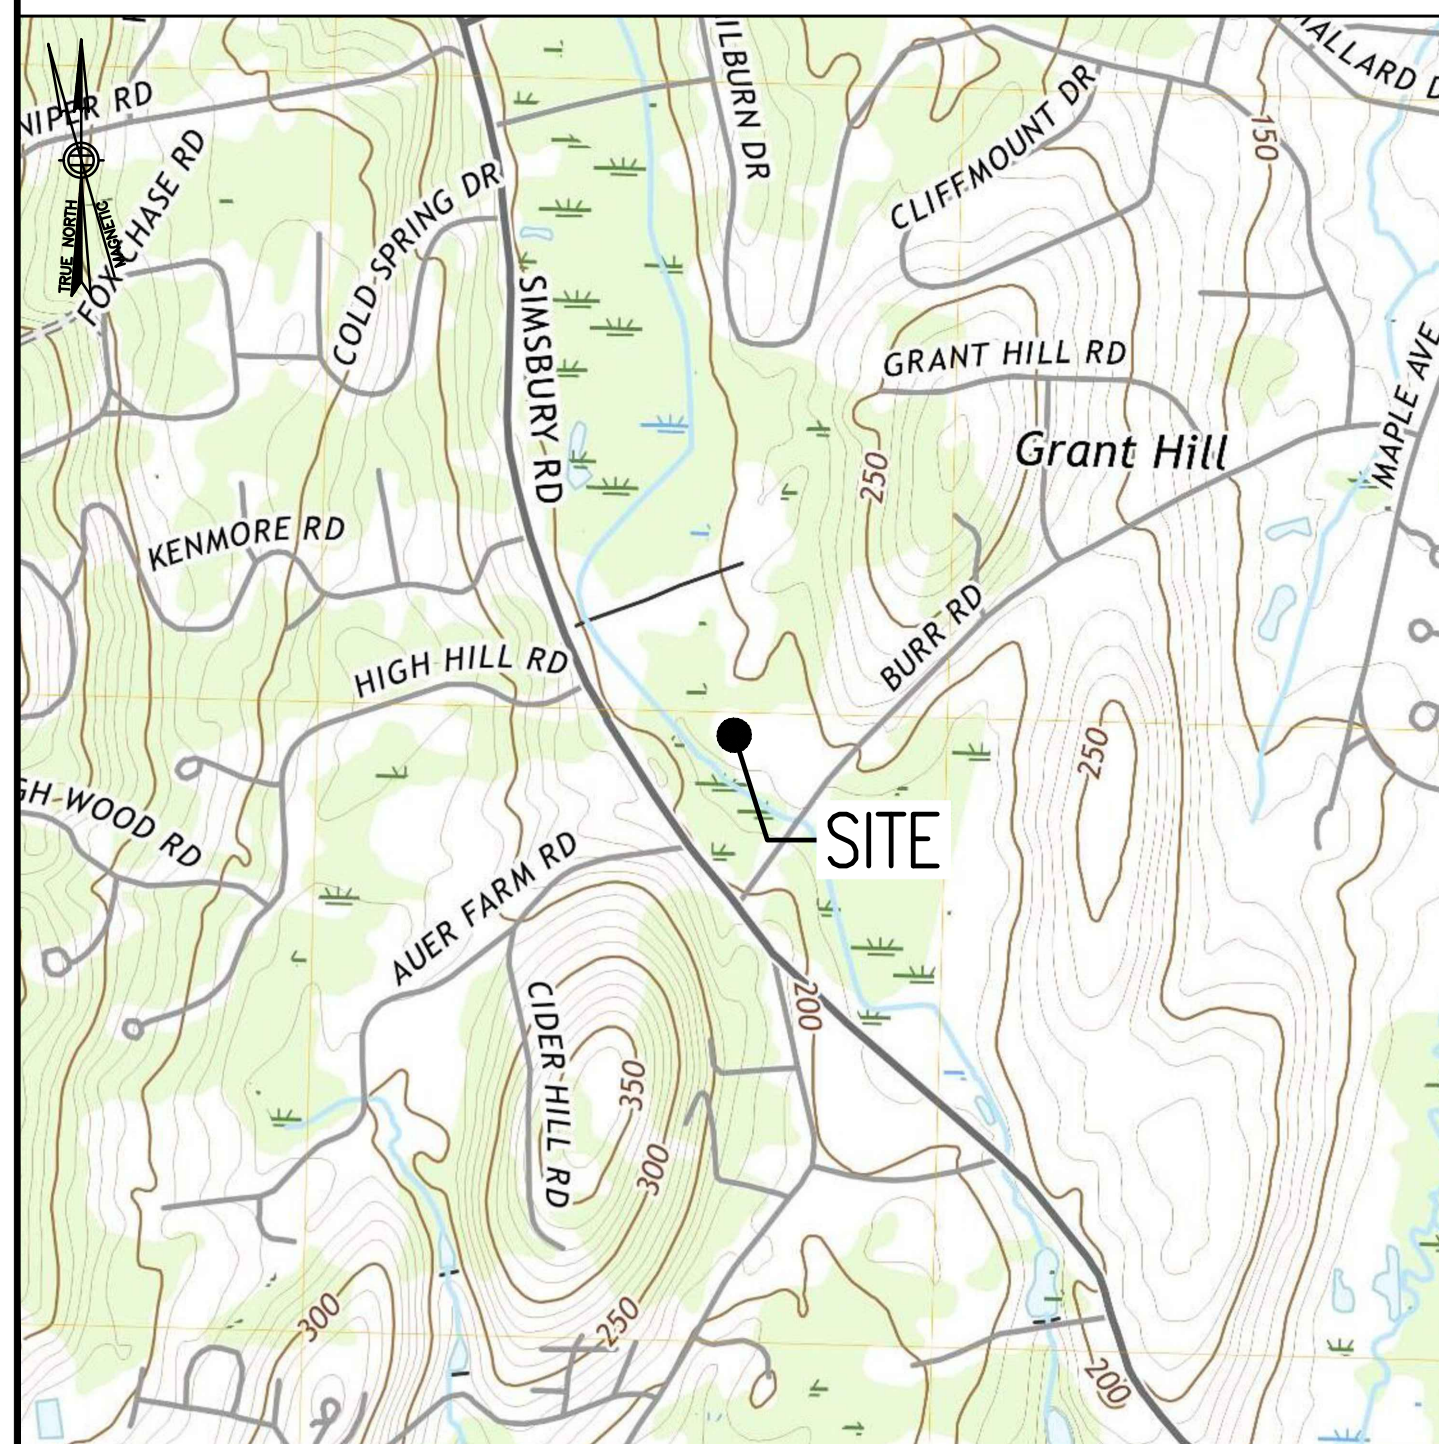 ILBURN DR
MALLARD D
NIPER RD
CLIFFMOUNT DR
150
FOX CHASE RD
COLD SPRING DR
TRUE NORTH
MAGNETIC
SIMSBURY RD
GRANT HILL RD
MAPLE AVE
Grant Hill
250
KENMORE RD
BURR RD
HIGH HILL RD
250
GH WOOD RD
SITE
AUER FARM RD
CIDER HILL RD
200
350
300
300
250
200